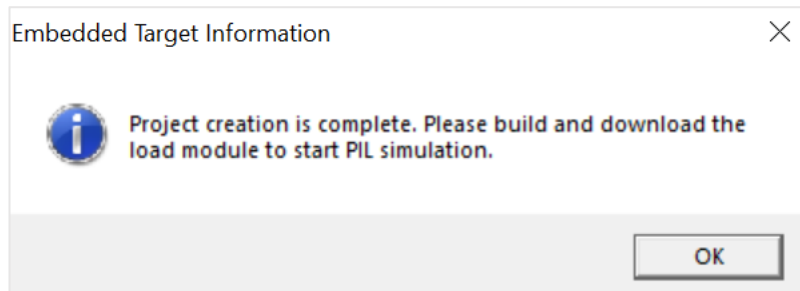 Embedded Target Information
Project creation is complete. Please build and download the
load module to start PIL simulation.
OK